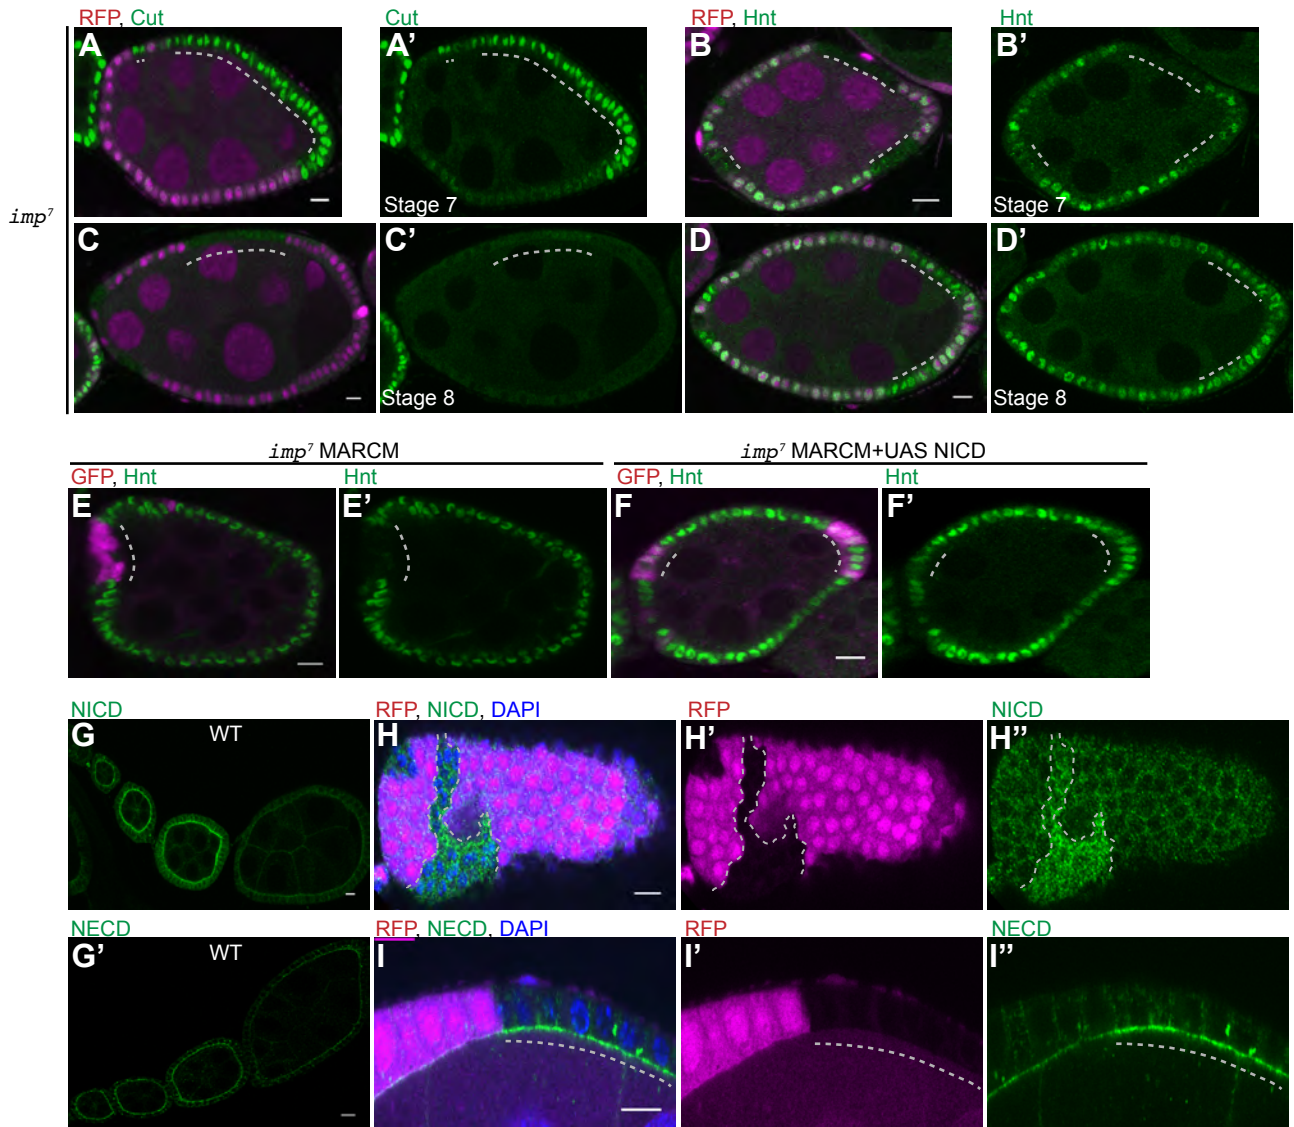 RFP, Cut Cut RFP, Hnt Hnt
A A’ B B’
imp⁷
Stage 7 Stage 7
C C’ D D’
Stage 8 Stage 8
imp⁷ MARCM imp⁷ MARCM+UAS NICD
GFP, Hnt Hnt GFP, Hnt Hnt
E E’ F F’
NICD RFP, NICD, DAPI RFP NICD
G WT H H’ H”
NECD RFP, NECD, DAPI RFP NECD
G’ WT I I’ I”